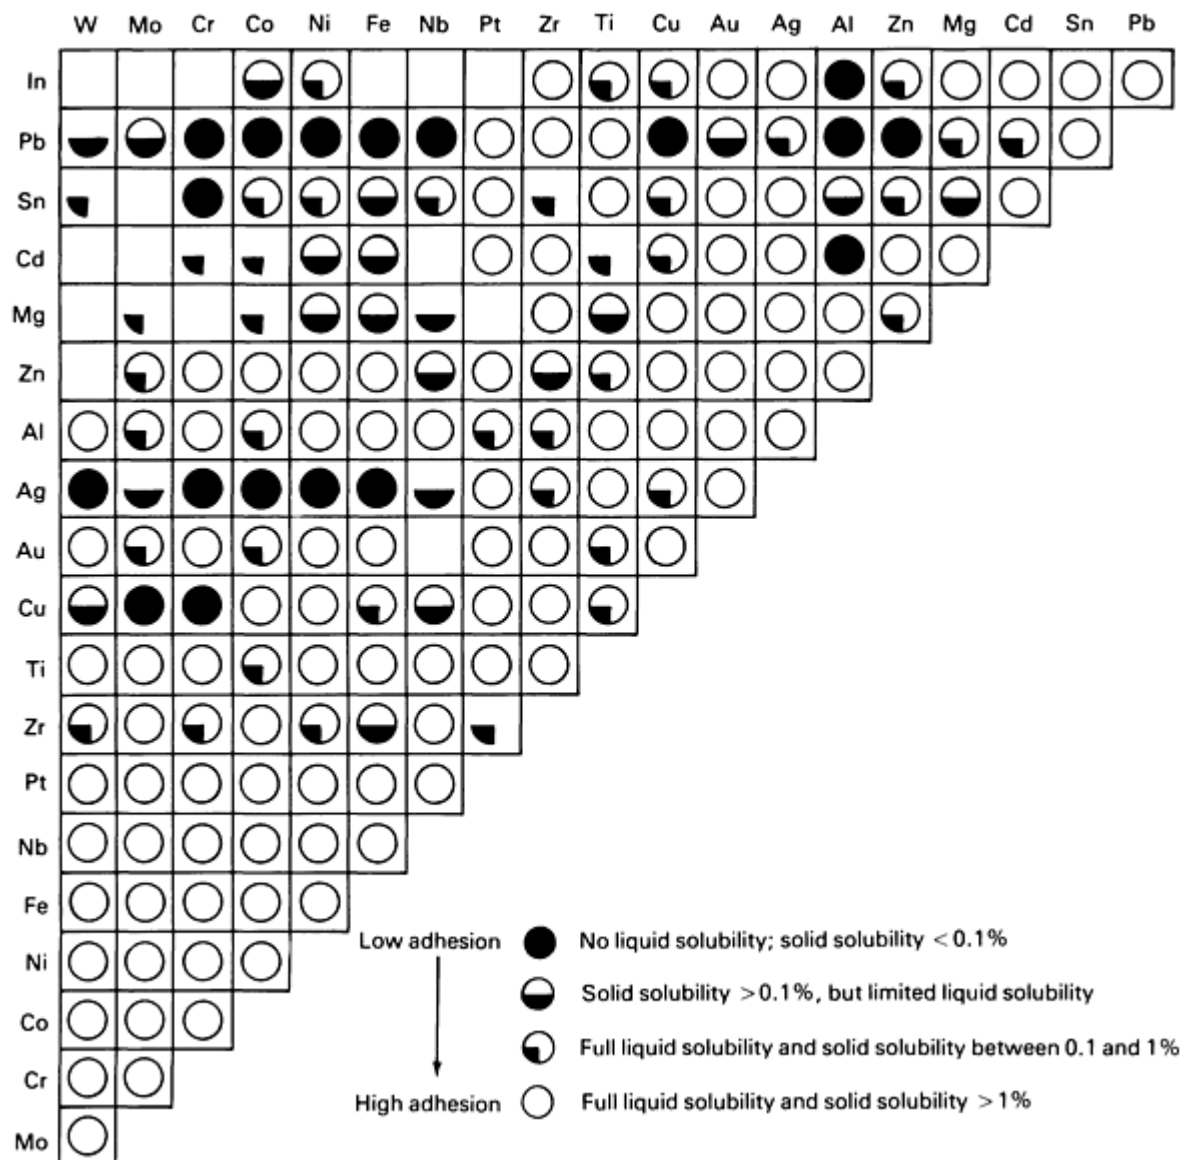 W Mo Cr Co Ni Fe Nb Pt Zr Ti Cu Au Ag Al Zn Mg Cd Sn Pb
In
Pb
Sn
Cd
Mg
Zn
Al
Ag
Au
Cu
Ti
Zr
Pt
Nb
Fe
Low adhesion No liquid solubility; solid solubility < 0.1%
Ni
Solid solubility > 0.1%, but limited liquid solubility
Co
Full liquid solubility and solid solubility between 0.1 and 1%
Cr
High adhesion Full liquid solubility and solid solubility > 1%
Mo